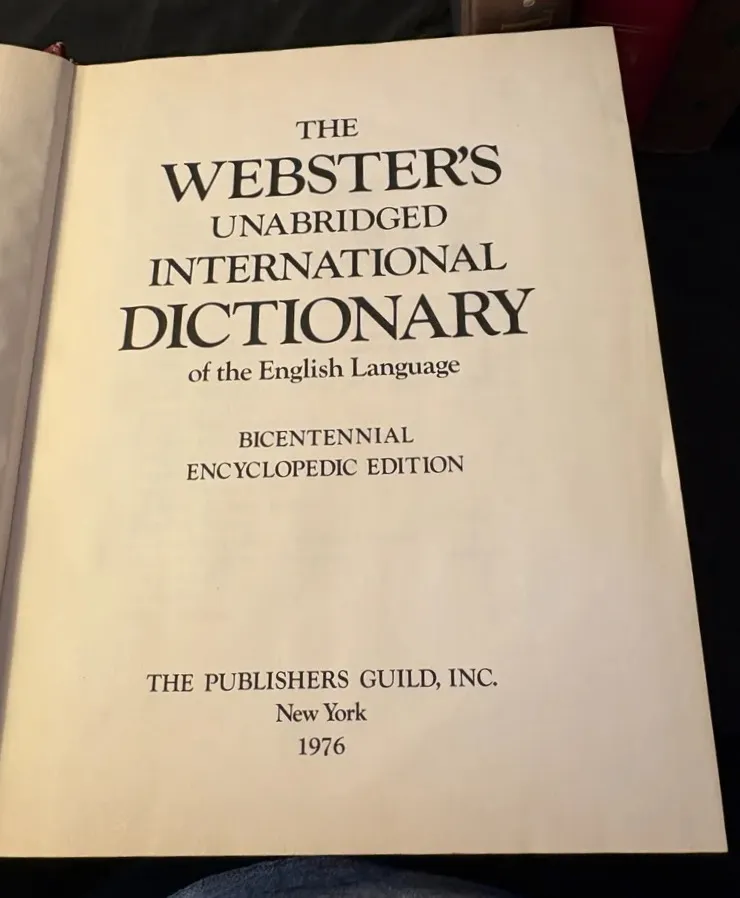 THE
WEBSTER'S
UNABRIDGED
INTERNATIONAL
DICTIONARY
of the English Language
BICENTENNIAL
ENCYCLOPEDIC EDITION
THE PUBLISHERS GUILD, INC.
New York
1976